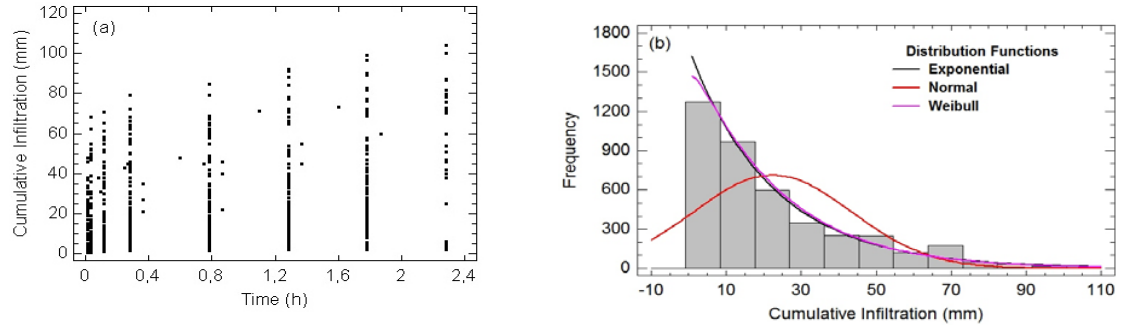 (a)
Cumulative Infiltration (mm)
120
100
80
60
40
20
0
0 0,4 0,8 1,2 1,6 2 2,4
Time (h)
(b)
Frequency
1800
1500
1200
900
600
300
0
Distribution Functions
Exponential
Normal
Weibull
-10 10 30 50 70 90 110
Cumulative Infiltration (mm)